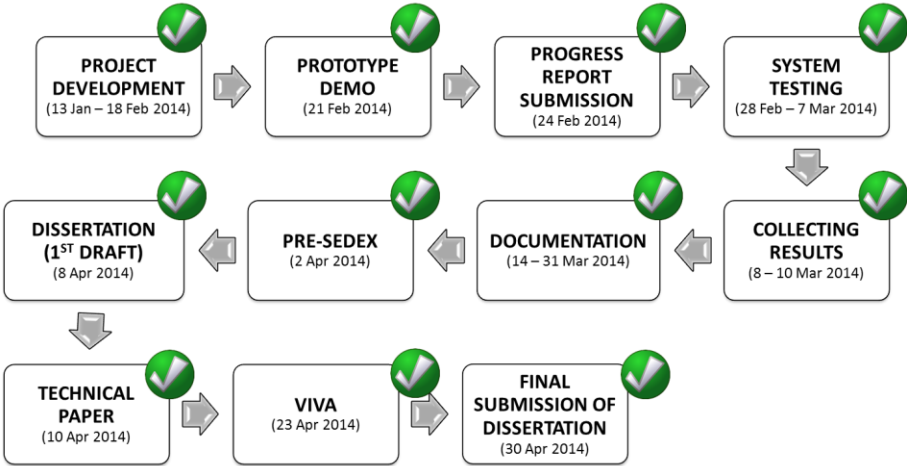 PROJECT
DEVELOPMENT
(13 Jan – 18 Feb 2014)
PROTOTYPE
DEMO
(21 Feb 2014)
PROGRESS
REPORT
SUBMISSION
(24 Feb 2014)
SYSTEM
TESTING
(28 Feb – 7 Mar 2014)
COLLECTING
RESULTS
(8 – 10 Mar 2014)
DOCUMENTATION
(14 – 31 Mar 2014)
PRE-SEDEX
(2 Apr 2014)
DISSERTATION
(1ST DRAFT)
(8 Apr 2014)
TECHNICAL
PAPER
(10 Apr 2014)
VIVA
(23 Apr 2014)
FINAL
SUBMISSION OF
DISSERTATION
(30 Apr 2014)